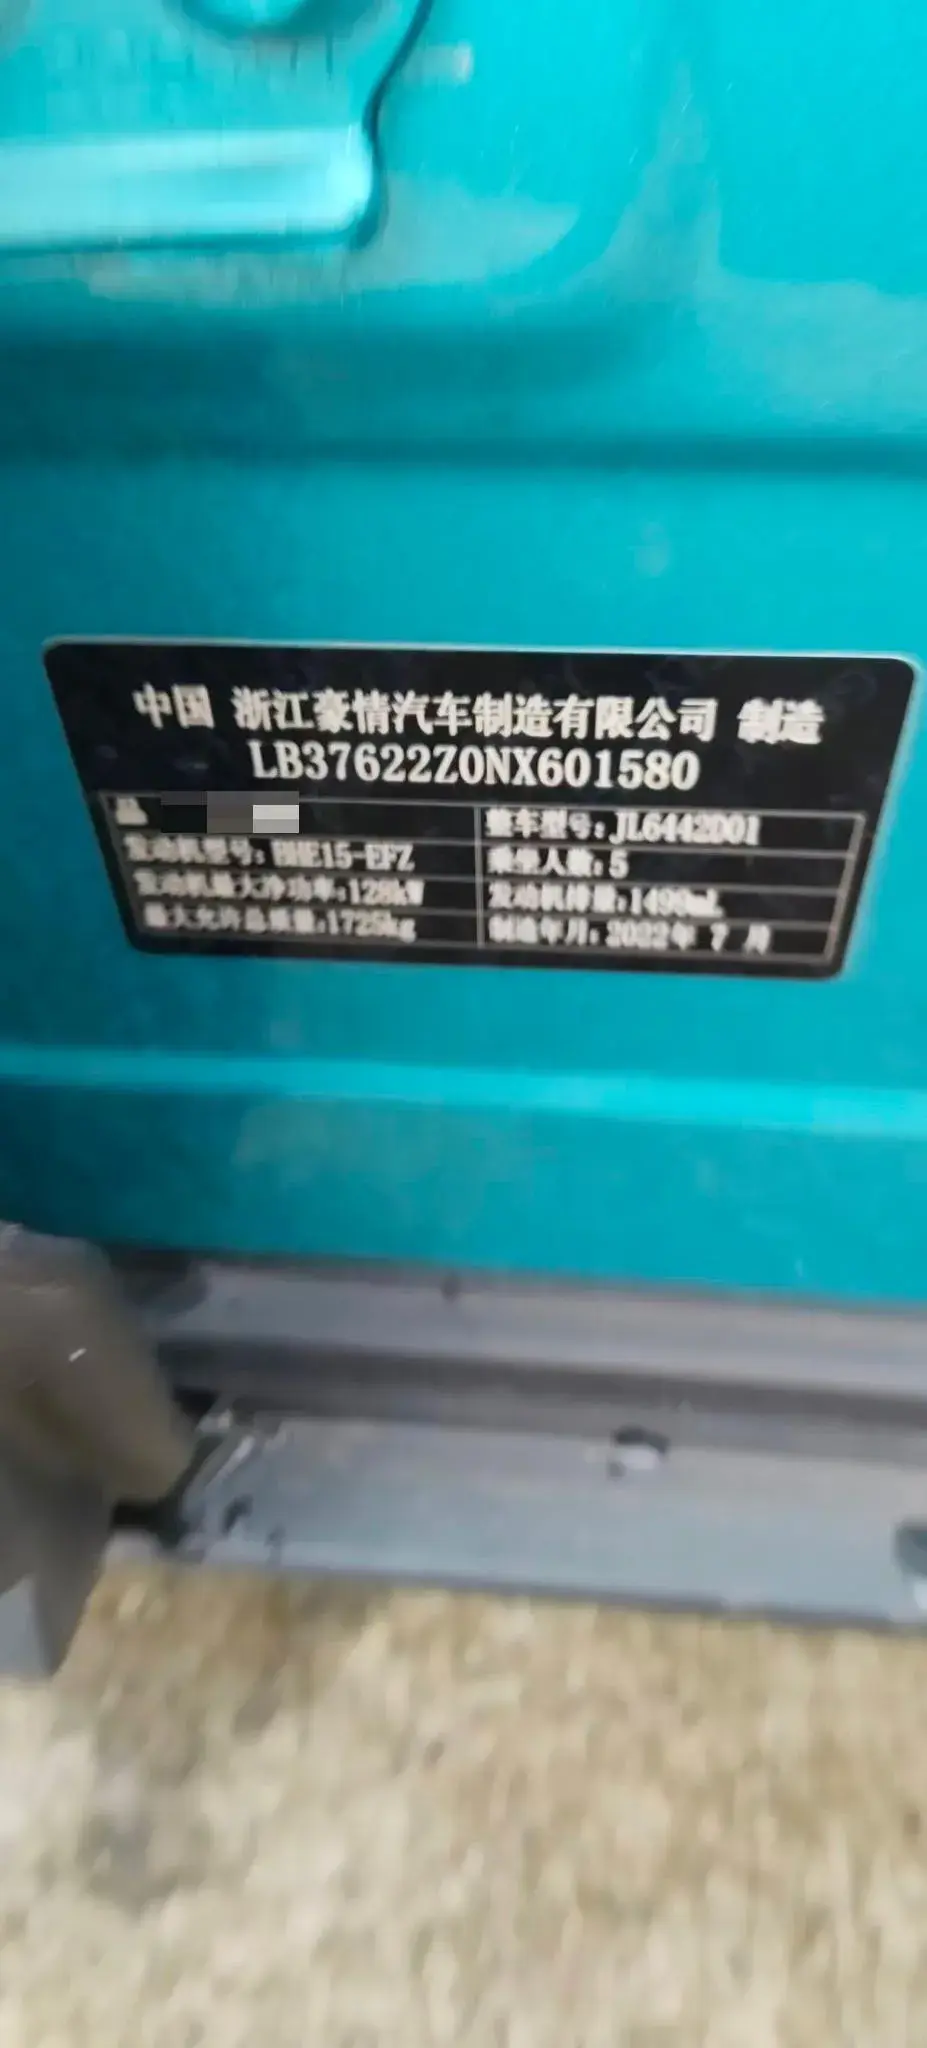 中国 浙江豪情汽车制造有限公司 制造
LB37622Z0NX601580
整车型号：JL6442D01
发动机型号：BHE15-EFZ 乘坐人数：5
发动机最大净功率：128kW 发动机排量：1499mL
最大允许总质量：1725kg 制造年月：2022年 7 月